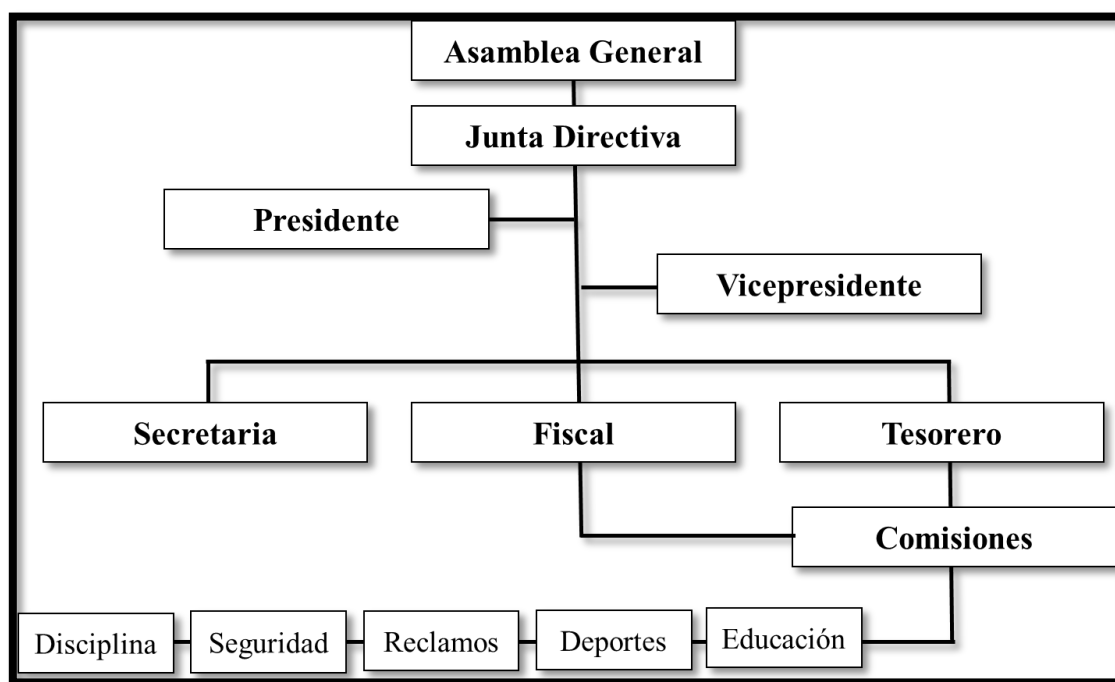 Asamblea General
Junta Directiva
Presidente
Vicepresidente
Secretaria
Fiscal
Tesorero
Comisiones
Disciplina
Seguridad
Reclamos
Deportes
Educación